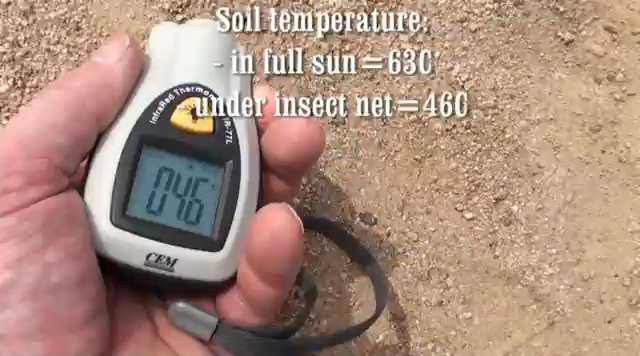 Soil temperature:
- in full sun=63C
- under insect net=46C
InfraRed Thermometer IR-77L
046
CEM